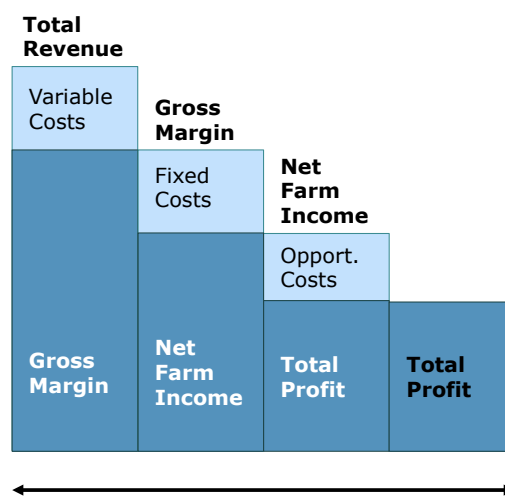 Total
Revenue
Variable
Costs
Gross
Margin
Gross
Margin
Fixed
Costs
Net
Farm
Income
Net
Farm
Income
Opport.
Costs
Total
Profit
Total
Profit